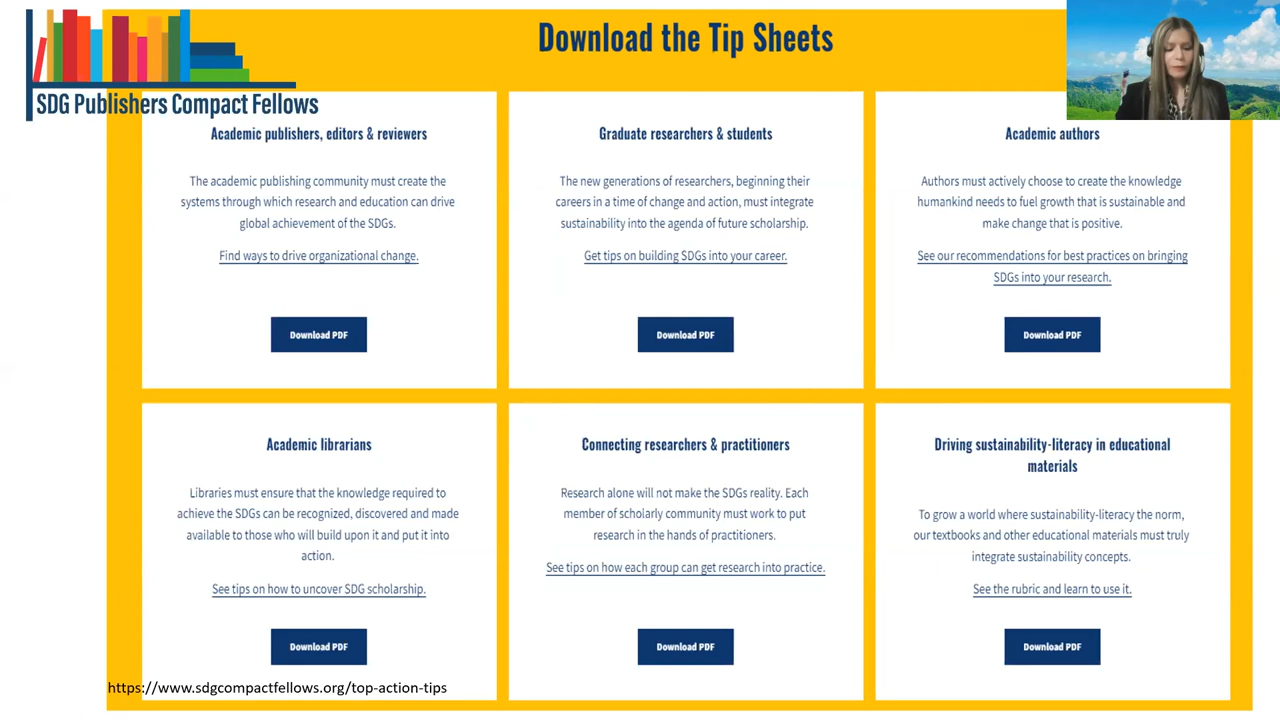 Download the Tip Sheets
SDG Publishers Compact Fellows
Academic publishers, editors & reviewers
The academic publishing community must create the
systems through which research and education can drive
global achievement of the SDGs.
Find ways to drive organizational change.
Download PDF
Graduate researchers & students
The new generations of researchers, beginning their
careers in a time of change and action, must integrate
sustainability into the agenda of future scholarship.
Get tips on building SDGs into your career.
Download PDF
Academic authors
Authors must actively choose to create the knowledge
humankind needs to fuel growth that is sustainable and
make change that is positive.
See our recommendations for best practices on bringing
SDGs into your research.
Download PDF
Academic librarians
Libraries must ensure that the knowledge required to
achieve the SDGs can be recognized, discovered and made
available to those who will build upon it and put it into
action.
See tips on how to uncover SDG scholarship.
Download PDF
Connecting researchers & practitioners
Research alone will not make the SDGs reality. Each
member of scholarly community must work to put
research in the hands of practitioners.
See tips on how each group can get research into practice.
Download PDF
Driving sustainability-literacy in educational
materials
To grow a world where sustainability-literacy the norm,
our textbooks and other educational materials must truly
integrate sustainability concepts.
See the rubric and learn to use it.
Download PDF
https://www.sdgcompactfellows.org/top-action-tips